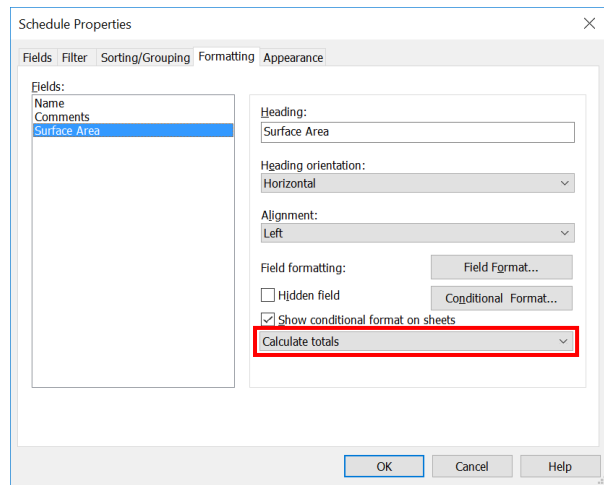 Schedule Properties
Fields Filter Sorting/Grouping Formatting Appearance
Fields:
Name
Comments
Surface Area
Heading:
Surface Area
Heading orientation:
Horizontal
Alignment:
Left
Field formatting:
Field Format...
Hidden field
Conditional Format...
Show conditional format on sheets
Calculate totals
OK Cancel Help